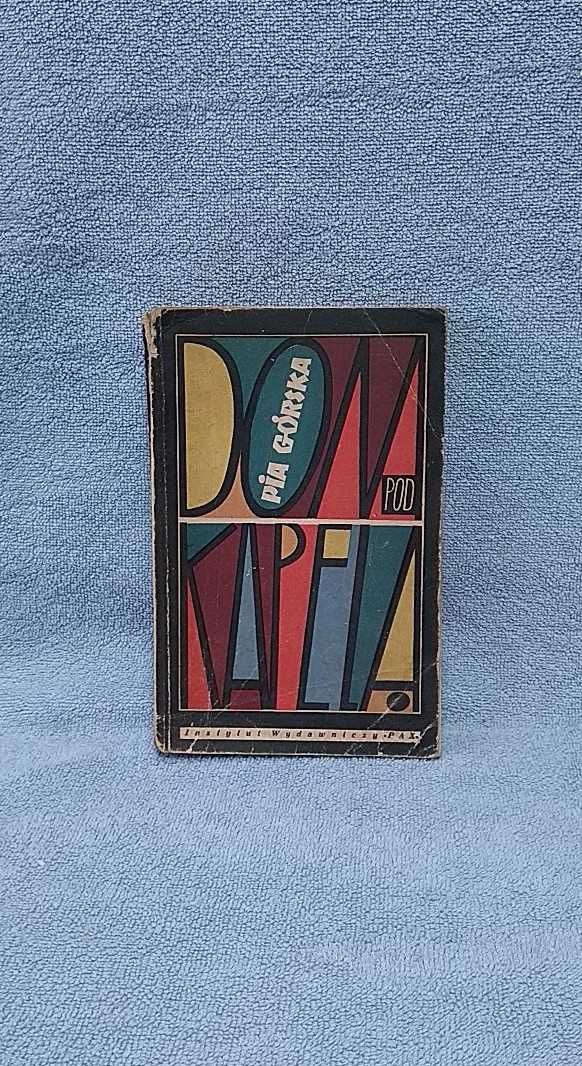 DOM
PIA GÓRSKA
POD
KAPELĄ
Instytut Wydawniczy •PAX•